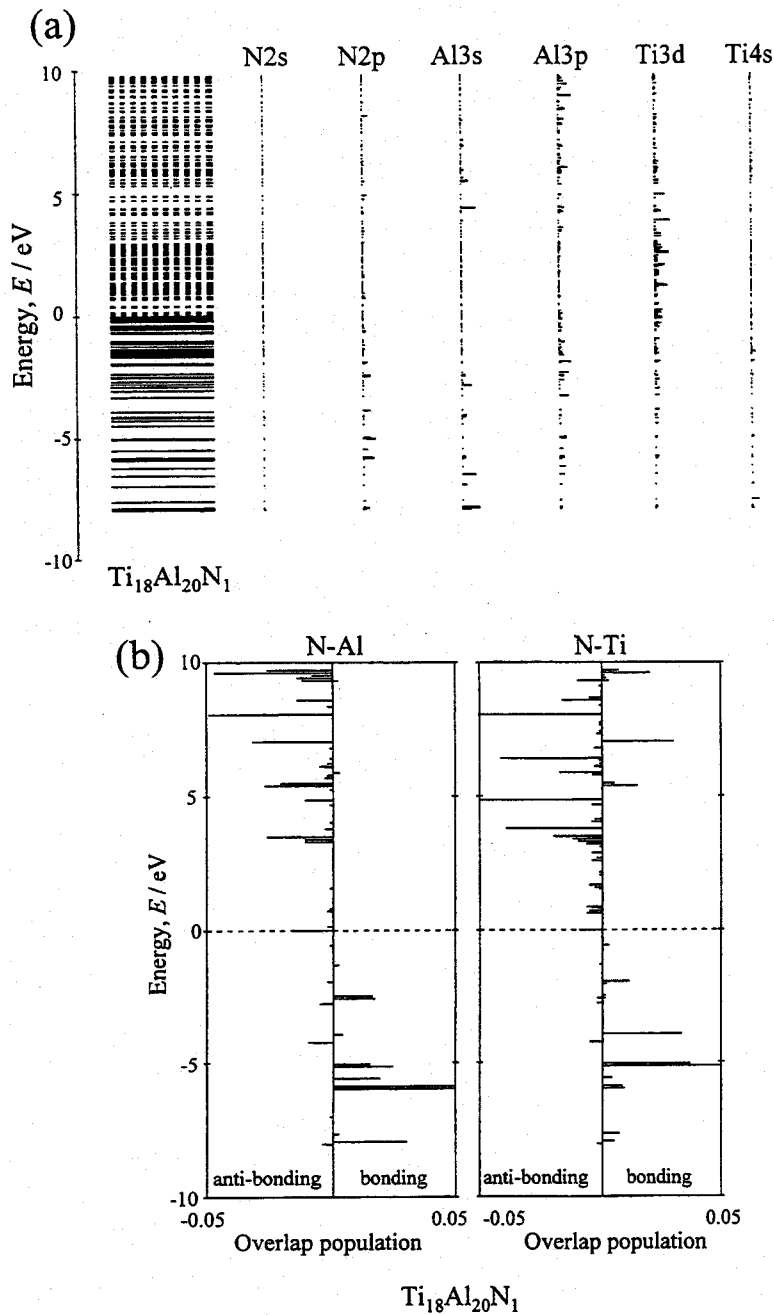 (a)
N2s N2p Al3s Al3p Ti3d Ti4s
10
5
0
-5
-10
Energy, E / eV
Ti18Al20N1
(b)
N-Al N-Ti
10
5
0
-5
-10
Energy, E / eV
anti-bonding bonding anti-bonding bonding
-0.05 0.05 -0.05 0.05
Overlap population Overlap population
Ti18Al20N1